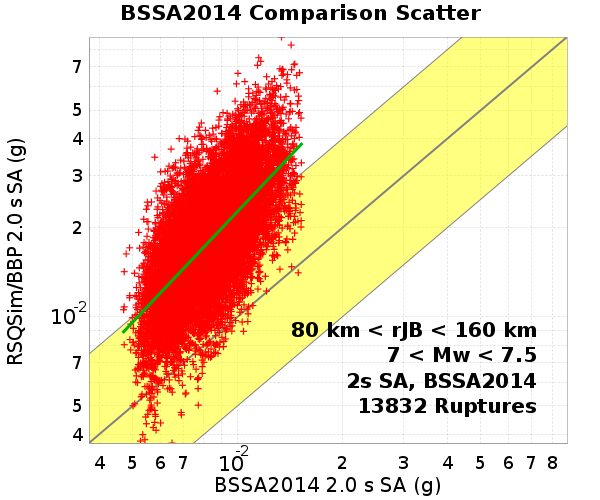 BSSA2014 Comparison Scatter
RSQSim/BBP 2.0 s SA (g)
7
5
4
3
2
10-2
7
5
4
80 km < rJB < 160 km
7 < Mw < 7.5
2s SA, BSSA2014
13832 Ruptures
4 5 6 7 10-2 2 3 4 5 6 7 8
BSSA2014 2.0 s SA (g)